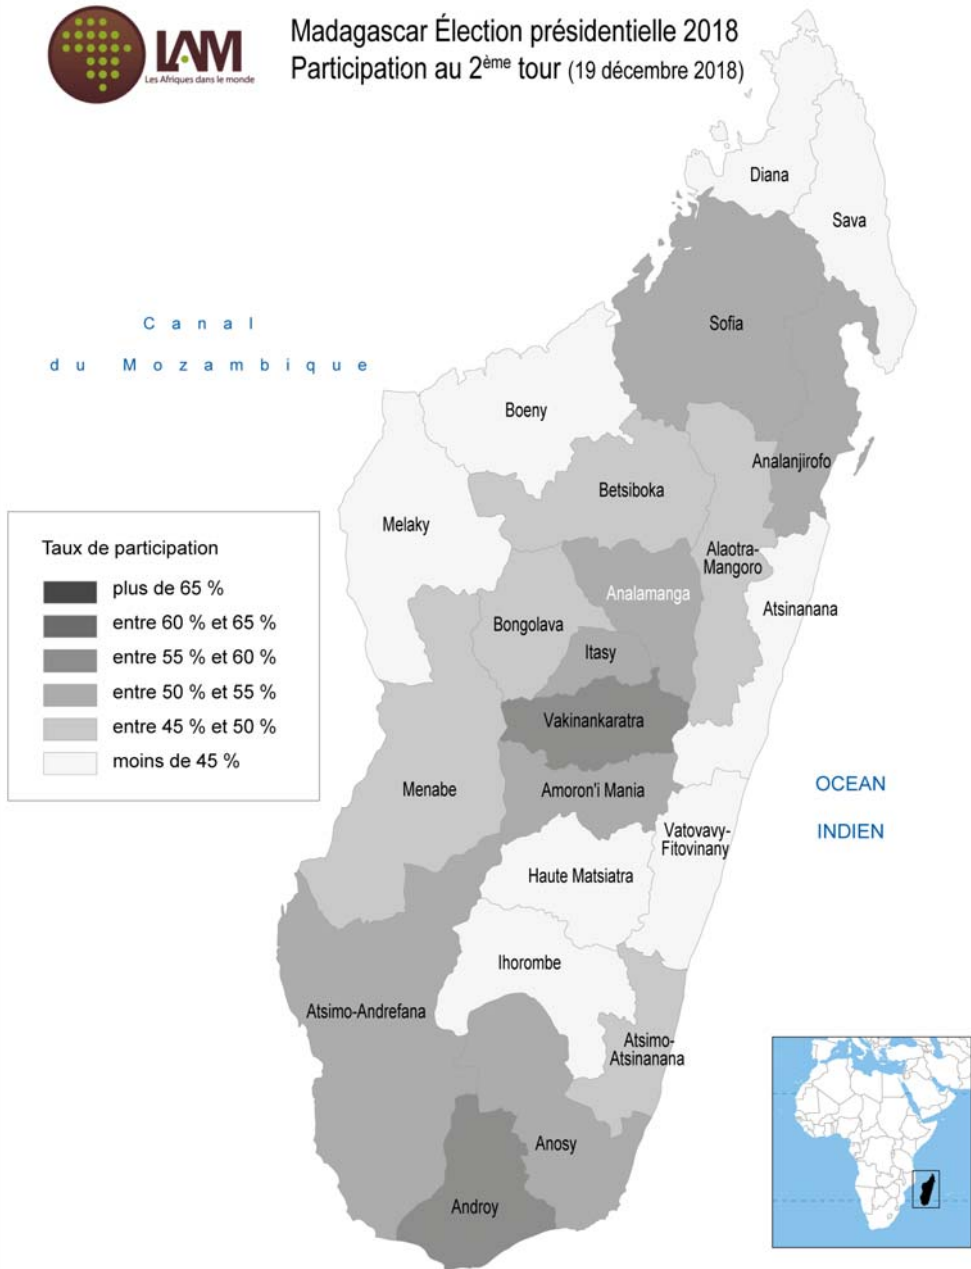 LAM
Les Afriques dans le monde
Madagascar Élection présidentielle 2018
Participation au 2ème tour (19 décembre 2018)
Diana
Sava
Sofia
Canal
du Mozambique
Boeny
Analanjirofo
Betsiboka
Melaky
Alaotra-
Mangoro
Analamanga
Atsinanana
Bongolava
Itasy
Vakinankaratra
Menabe
Amoron'i Mania
Vatovavy-
Fitovinany
Haute Matsiatra
Ihorombe
Atsimo-Andrefana
Atsimo-
Atsinanana
Anosy
Androy
OCEAN
INDIEN
Taux de participation
plus de 65 %
entre 60 % et 65 %
entre 55 % et 60 %
entre 50 % et 55 %
entre 45 % et 50 %
moins de 45 %